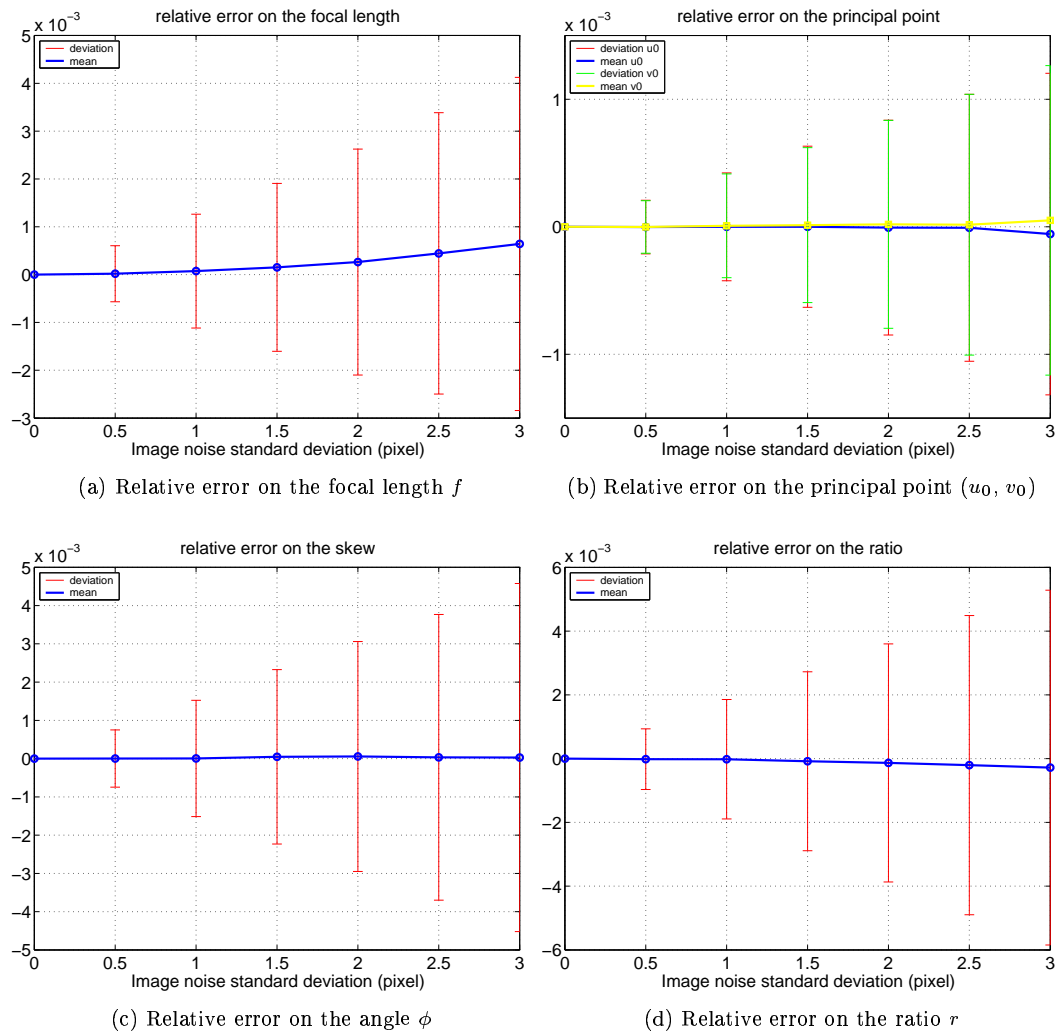 relative error on the focal length
x 10⁻³
5
4
3
2
1
0
−1
−2
−3
deviation
mean
0 0.5 1 1.5 2 2.5 3
Image noise standard deviation (pixel)
(a) Relative error on the focal length f
relative error on the principal point
x 10⁻³
1
0
−1
deviation u0
mean u0
deviation v0
mean v0
0 0.5 1 1.5 2 2.5 3
Image noise standard deviation (pixel)
(b) Relative error on the principal point (u₀, v₀)
relative error on the skew
x 10⁻³
5
4
3
2
1
0
−1
−2
−3
−4
−5
deviation
mean
0 0.5 1 1.5 2 2.5 3
Image noise standard deviation (pixel)
(c) Relative error on the angle ϕ
relative error on the ratio
x 10⁻³
6
4
2
0
−2
−4
−6
deviation
mean
0 0.5 1 1.5 2 2.5 3
Image noise standard deviation (pixel)
(d) Relative error on the ratio r